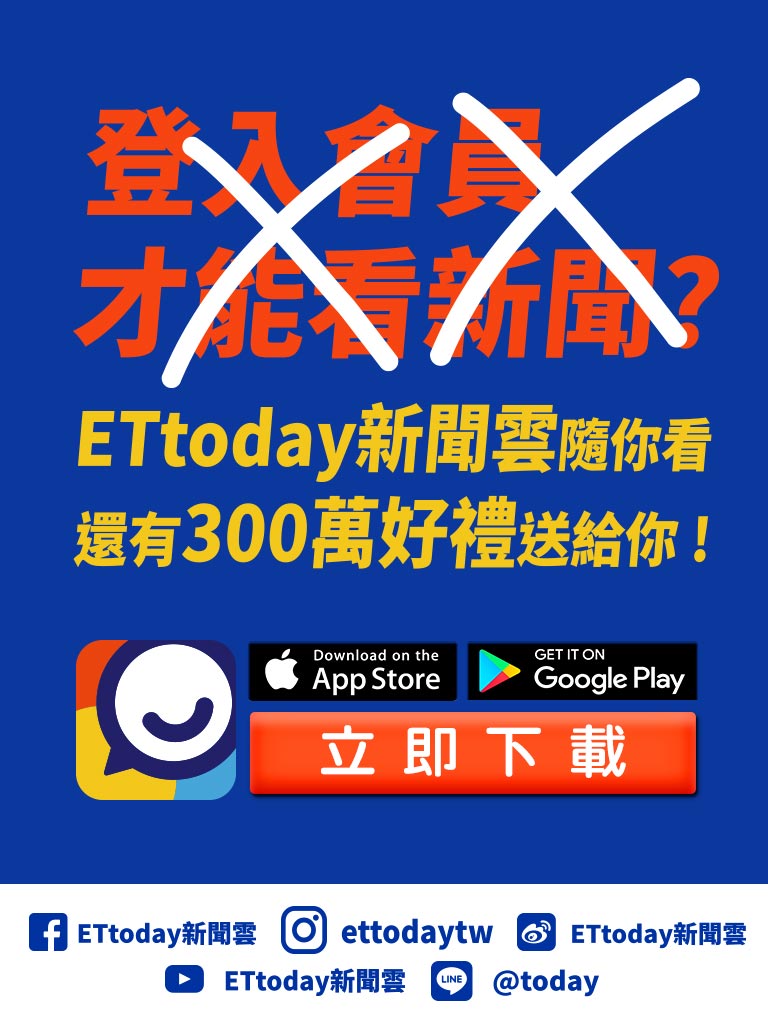 登入會員
才能看新聞?
ETtoday新聞雲隨你看
還有300萬好禮送給你!
Download on the
App Store
GET IT ON
Google Play
立即下載
ETtoday新聞雲
ettodaytw
ETtoday新聞雲
ETtoday新聞雲
LINE
@today